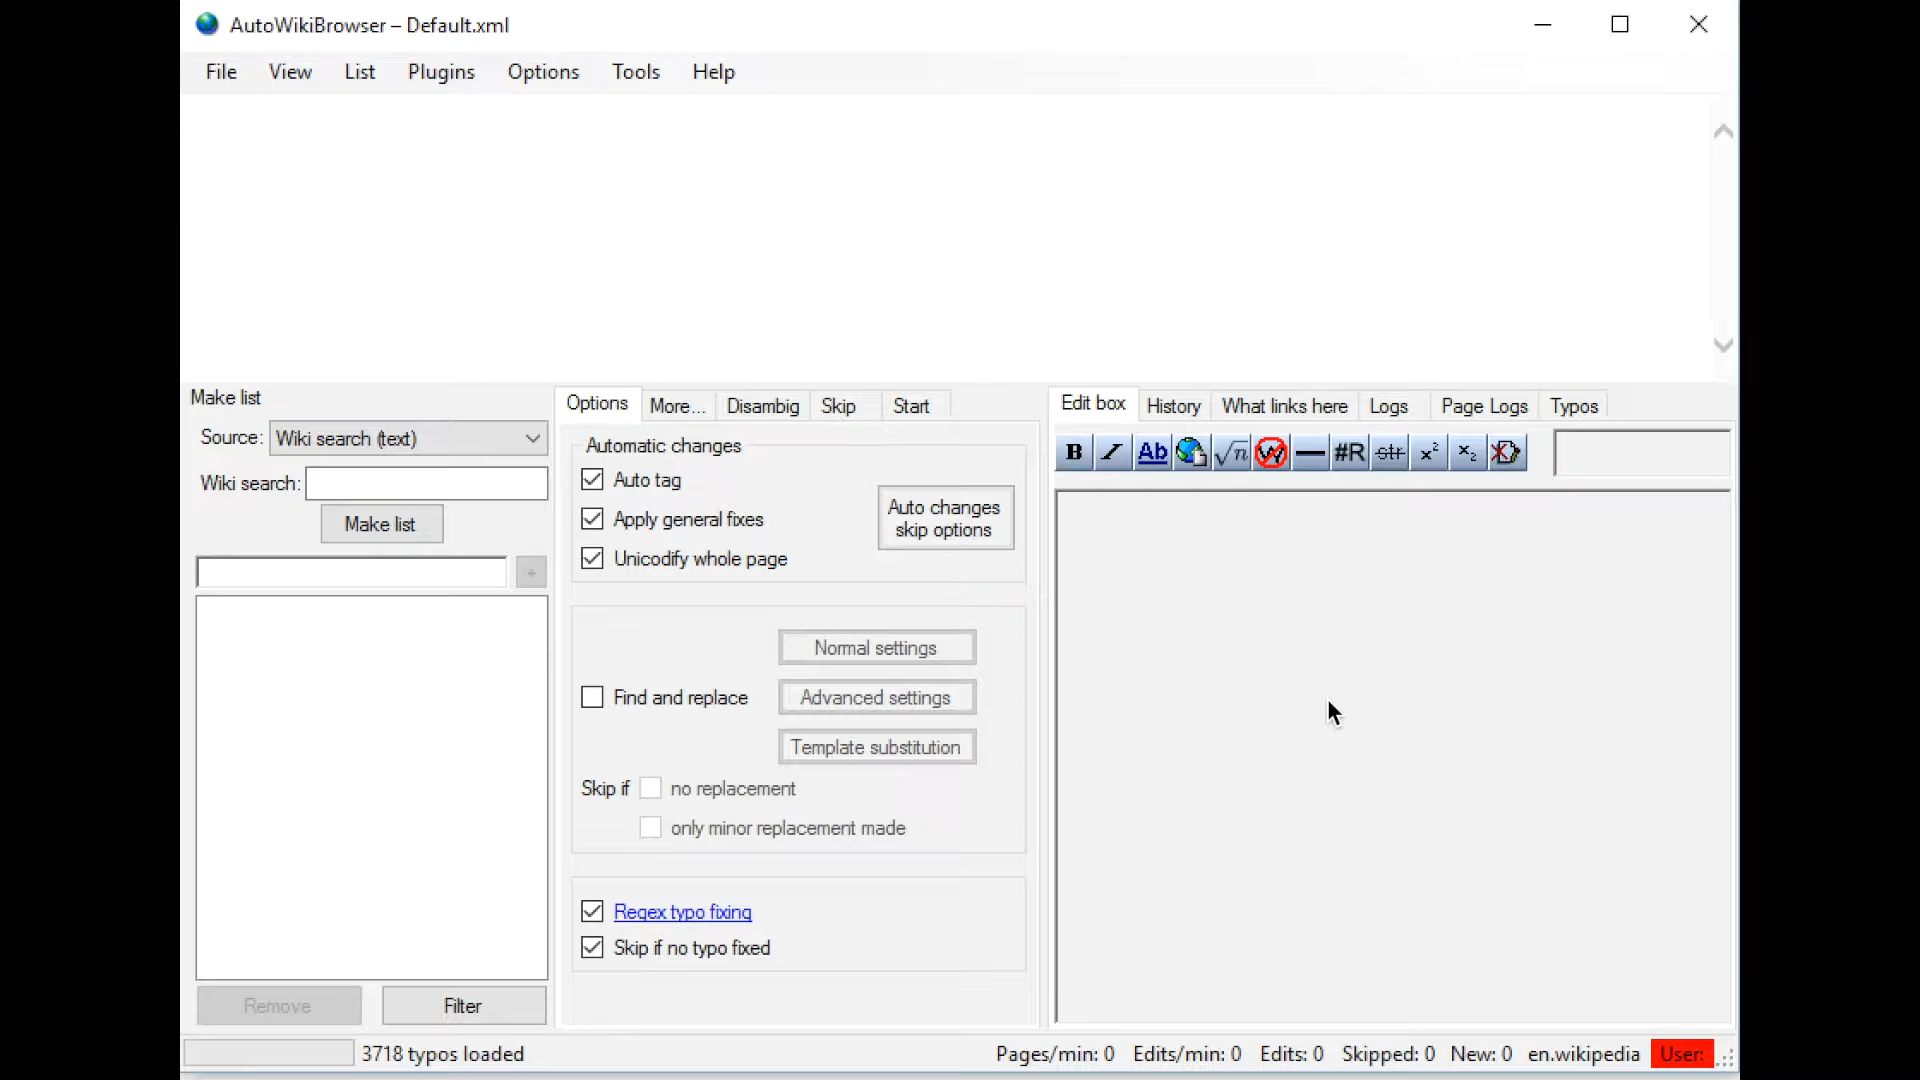 AutoWikiBrowser – Default.xml
File View List Plugins Options Tools Help
Make list
Source: Wiki search (text)
Wiki search:
Make list
+
Remove Filter
Options More... Disambig Skip Start
Automatic changes
Auto tag
Apply general fixes
Unicodify whole page
Auto changes
skip options
Normal settings
Find and replace Advanced settings
Template substitution
Skip if no replacement
only minor replacement made
Regex typo fixing
Skip if no typo fixed
Edit box History What links here Logs Page Logs Typos
B I Ab √n W — #R str x² x₂
3718 typos loaded
Pages/min: 0 Edits/min: 0 Edits: 0 Skipped: 0 New: 0 en.wikipedia User: